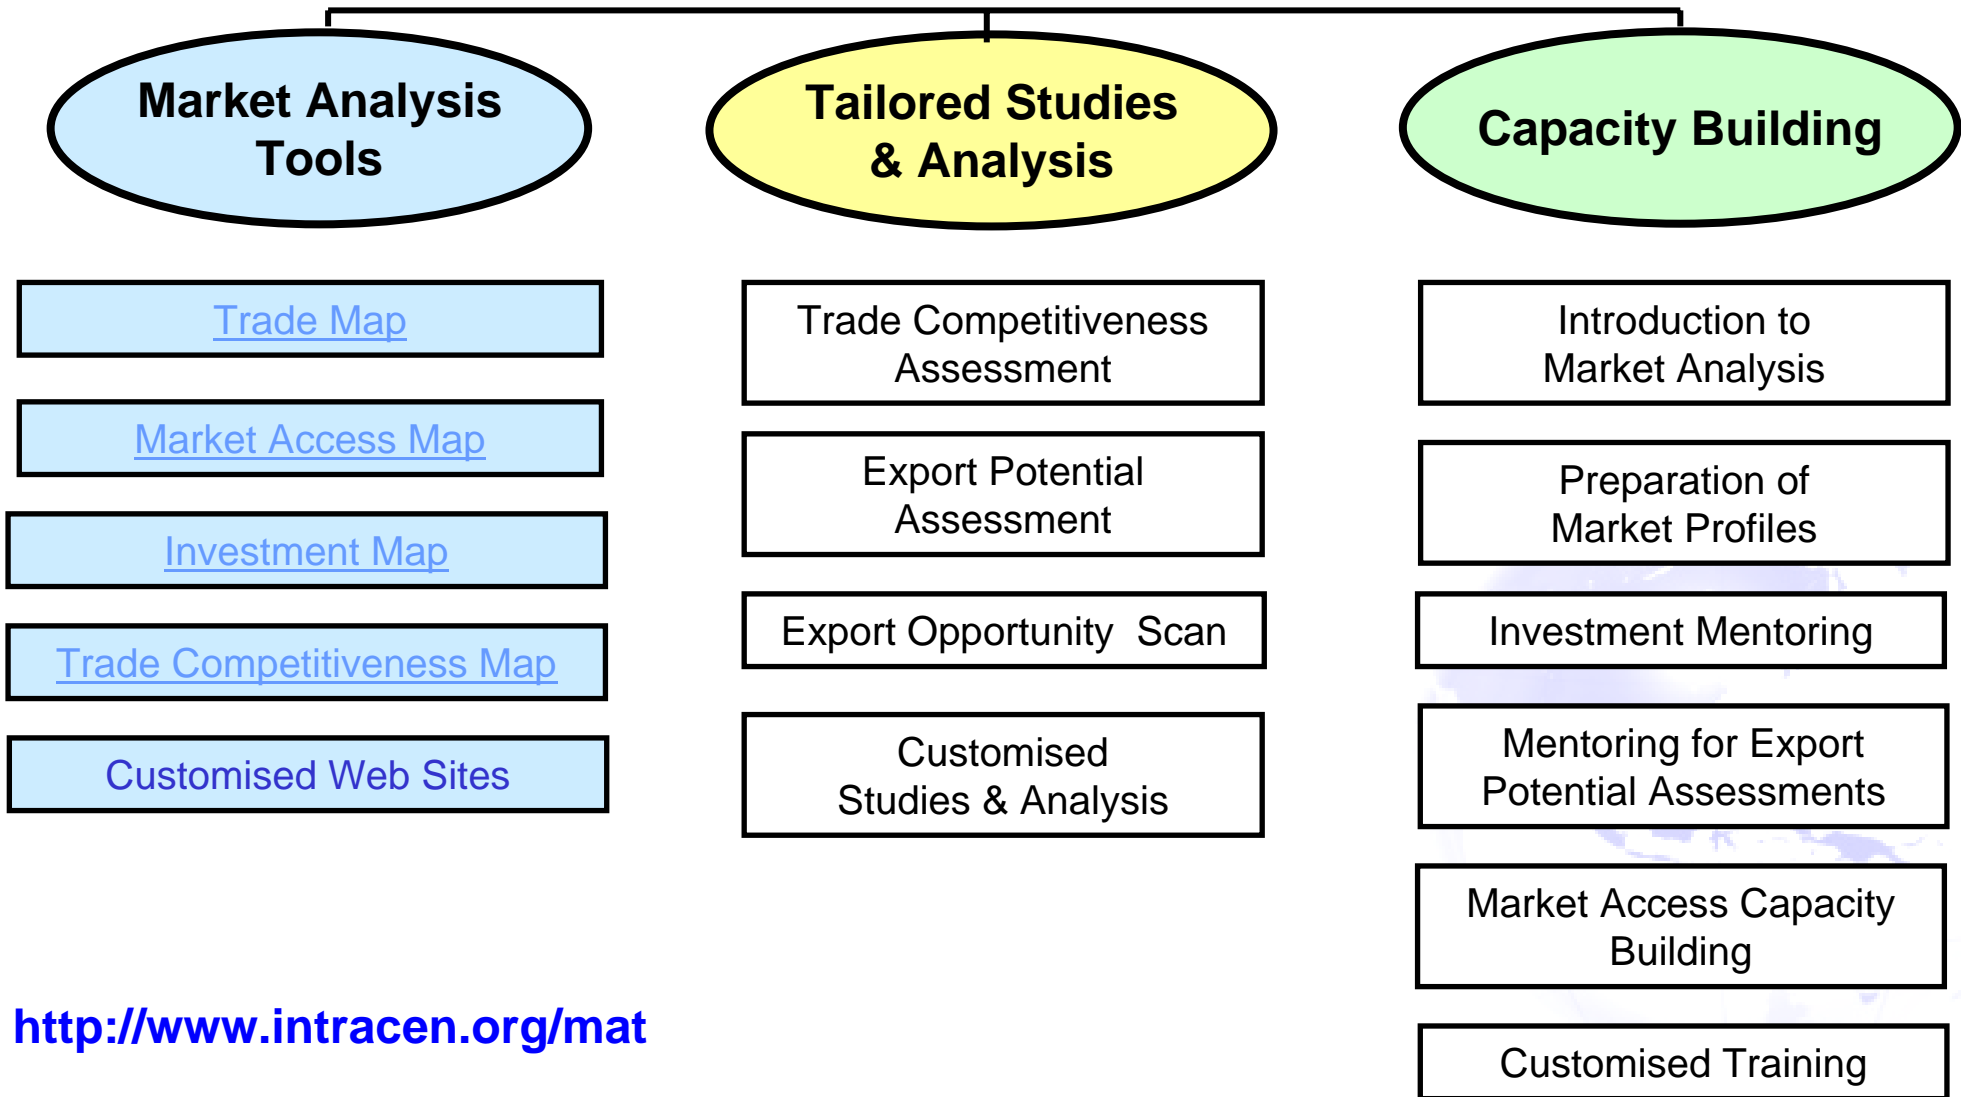 Market Analysis
Tools
Trade Map
Market Access Map
Investment Map
Trade Competitiveness Map
Customised Web Sites
Tailored Studies
& Analysis
Trade Competitiveness
Assessment
Export Potential
Assessment
Export Opportunity  Scan
Customised
Studies & Analysis
Capacity Building
Introduction to
Market Analysis
Preparation of
Market Profiles
Investment Mentoring
Mentoring for Export
Potential Assessments
Market Access Capacity
Building
Customised Training
http://www.intracen.org/mat